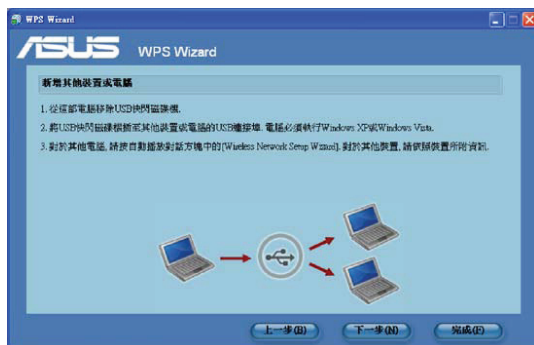 WPS Wizard
ASUS WPS Wizard
新增其他裝置或電腦
1. 從這部電腦移除USB快閃磁碟機.
2. 將USB快閃磁碟機插至其他裝置或電腦的USB連接埠. 電腦必須執行Windows XP或Windows Vista.
3. 對於其他電腦, 請按自動播放對話方塊中的[Wireless Network Setup Wizard]. 對於其他裝置, 請依照裝置所附資訊.
上一步(B) 下一步(N) 完成(F)